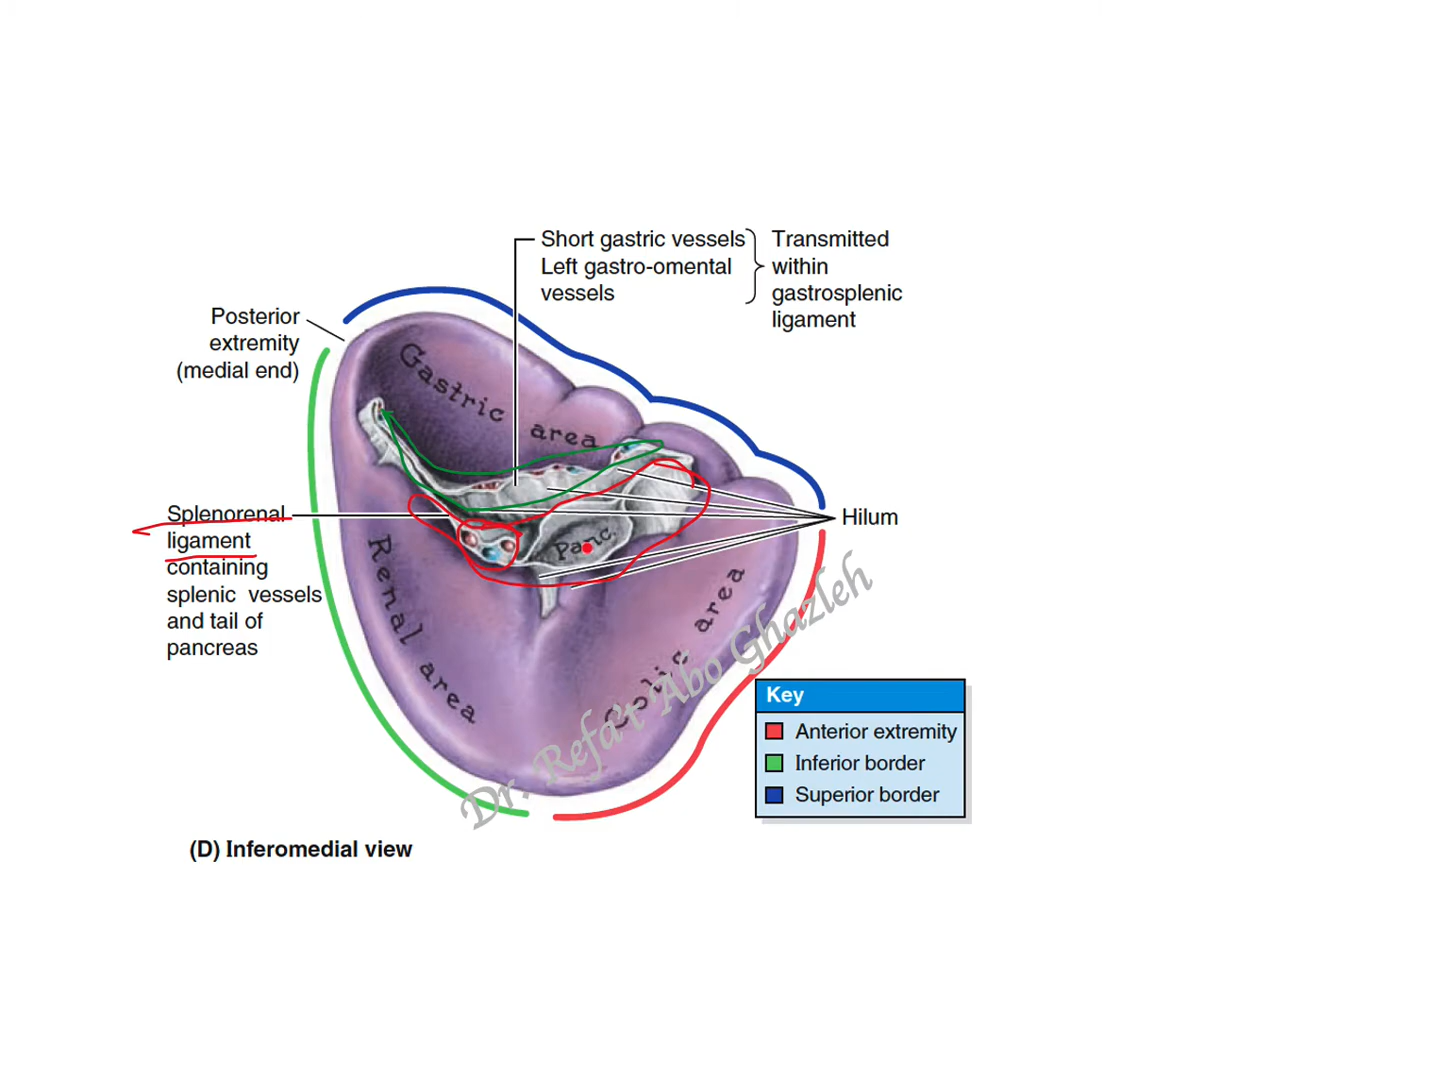 Short gastric vessels
Left gastro-omental
vessels
Transmitted
within
gastrosplenic
ligament
Posterior
extremity
(medial end)
Gastric area
Splenorenal
ligament
containing
splenic vessels
and tail of
pancreas
Hilum
Panc.
Renal area
Colic area
Dr. Refa't Abo Ghazleh
Key
Anterior extremity
Inferior border
Superior border
(D) Inferomedial view